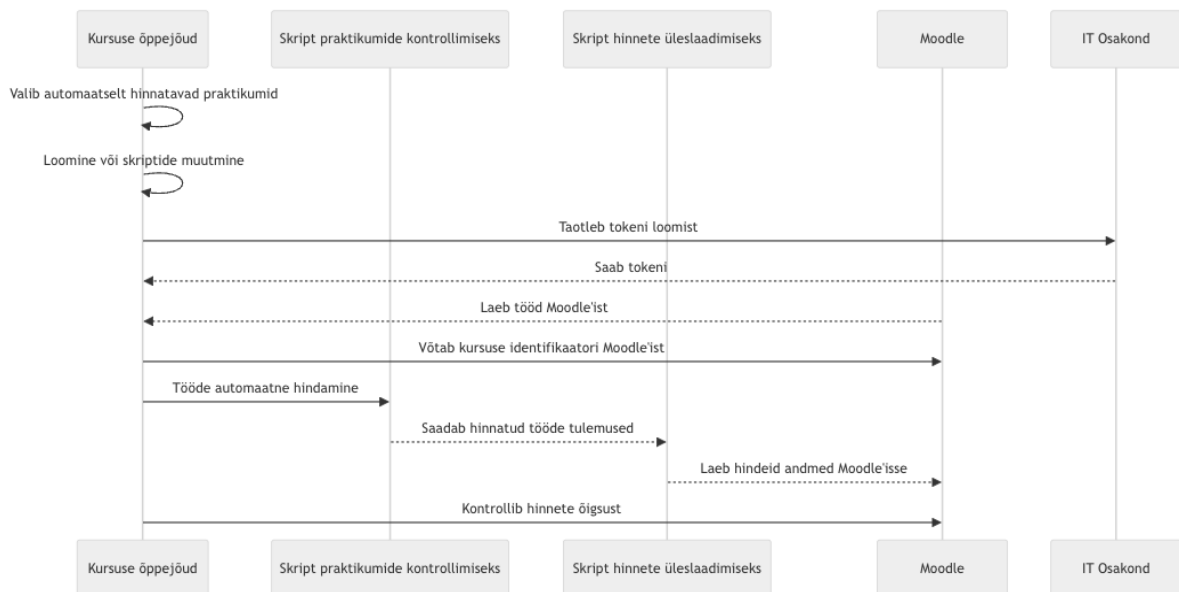 Kursuse õppejõud
Skript praktikumide kontrollimiseks
Skript hinnete üleslaadimiseks
Moodle
IT Osakond
Valib automaatselt hinnatavad praktikumid
Loomine või skriptide muutmine
Taotleb tokeni loomist
Saab tokeni
Laeb tööd Moodle'ist
Võtab kursuse identifikaatori Moodle'ist
Tööde automaatne hindamine
Saadab hinnatud tööde tulemused
Laeb hindeid andmed Moodle'isse
Kontrollib hinnete õigsust
Kursuse õppejõud
Skript praktikumide kontrollimiseks
Skript hinnete üleslaadimiseks
Moodle
IT Osakond